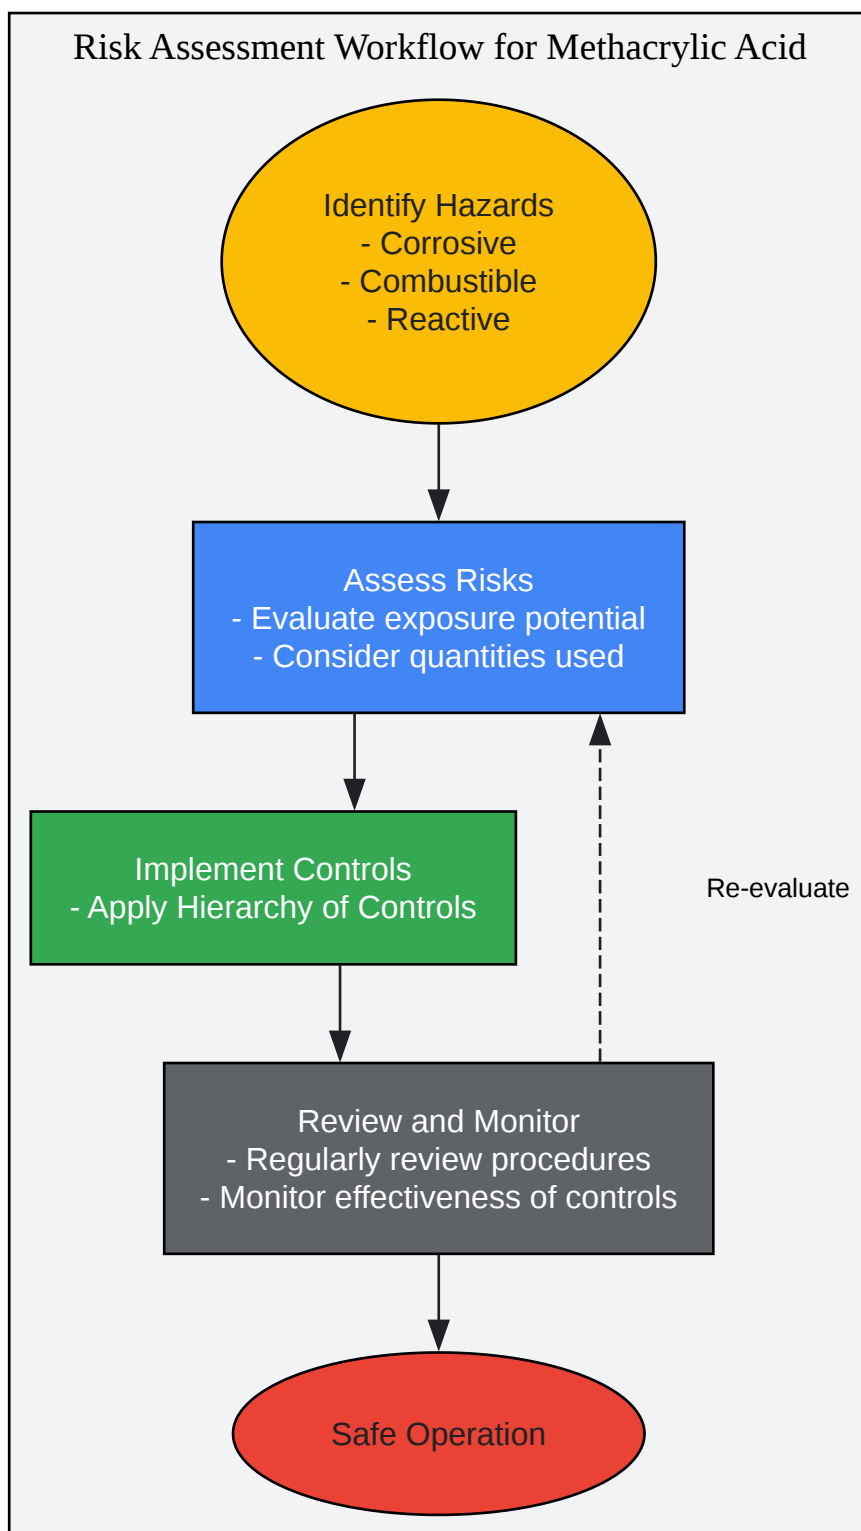 Risk Assessment Workflow for Methacrylic Acid
Identify Hazards
- Corrosive
- Combustible
- Reactive
Assess Risks
- Evaluate exposure potential
- Consider quantities used
Implement Controls
- Apply Hierarchy of Controls
Re-evaluate
Review and Monitor
- Regularly review procedures
- Monitor effectiveness of controls
Safe Operation